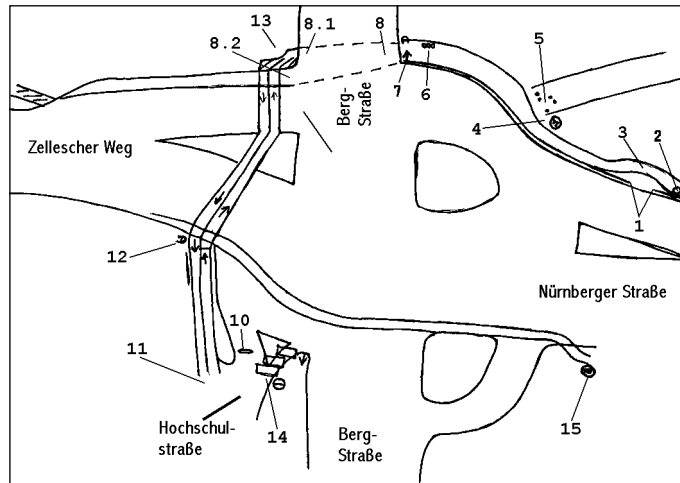 13
8.1
8
8.2
5
7
6
Berg-
Straße
4
3
2
Zellescher Weg
1
12
Nürnberger Straße
10
11
15
Hochschul-
straße
14
Berg-
Straße